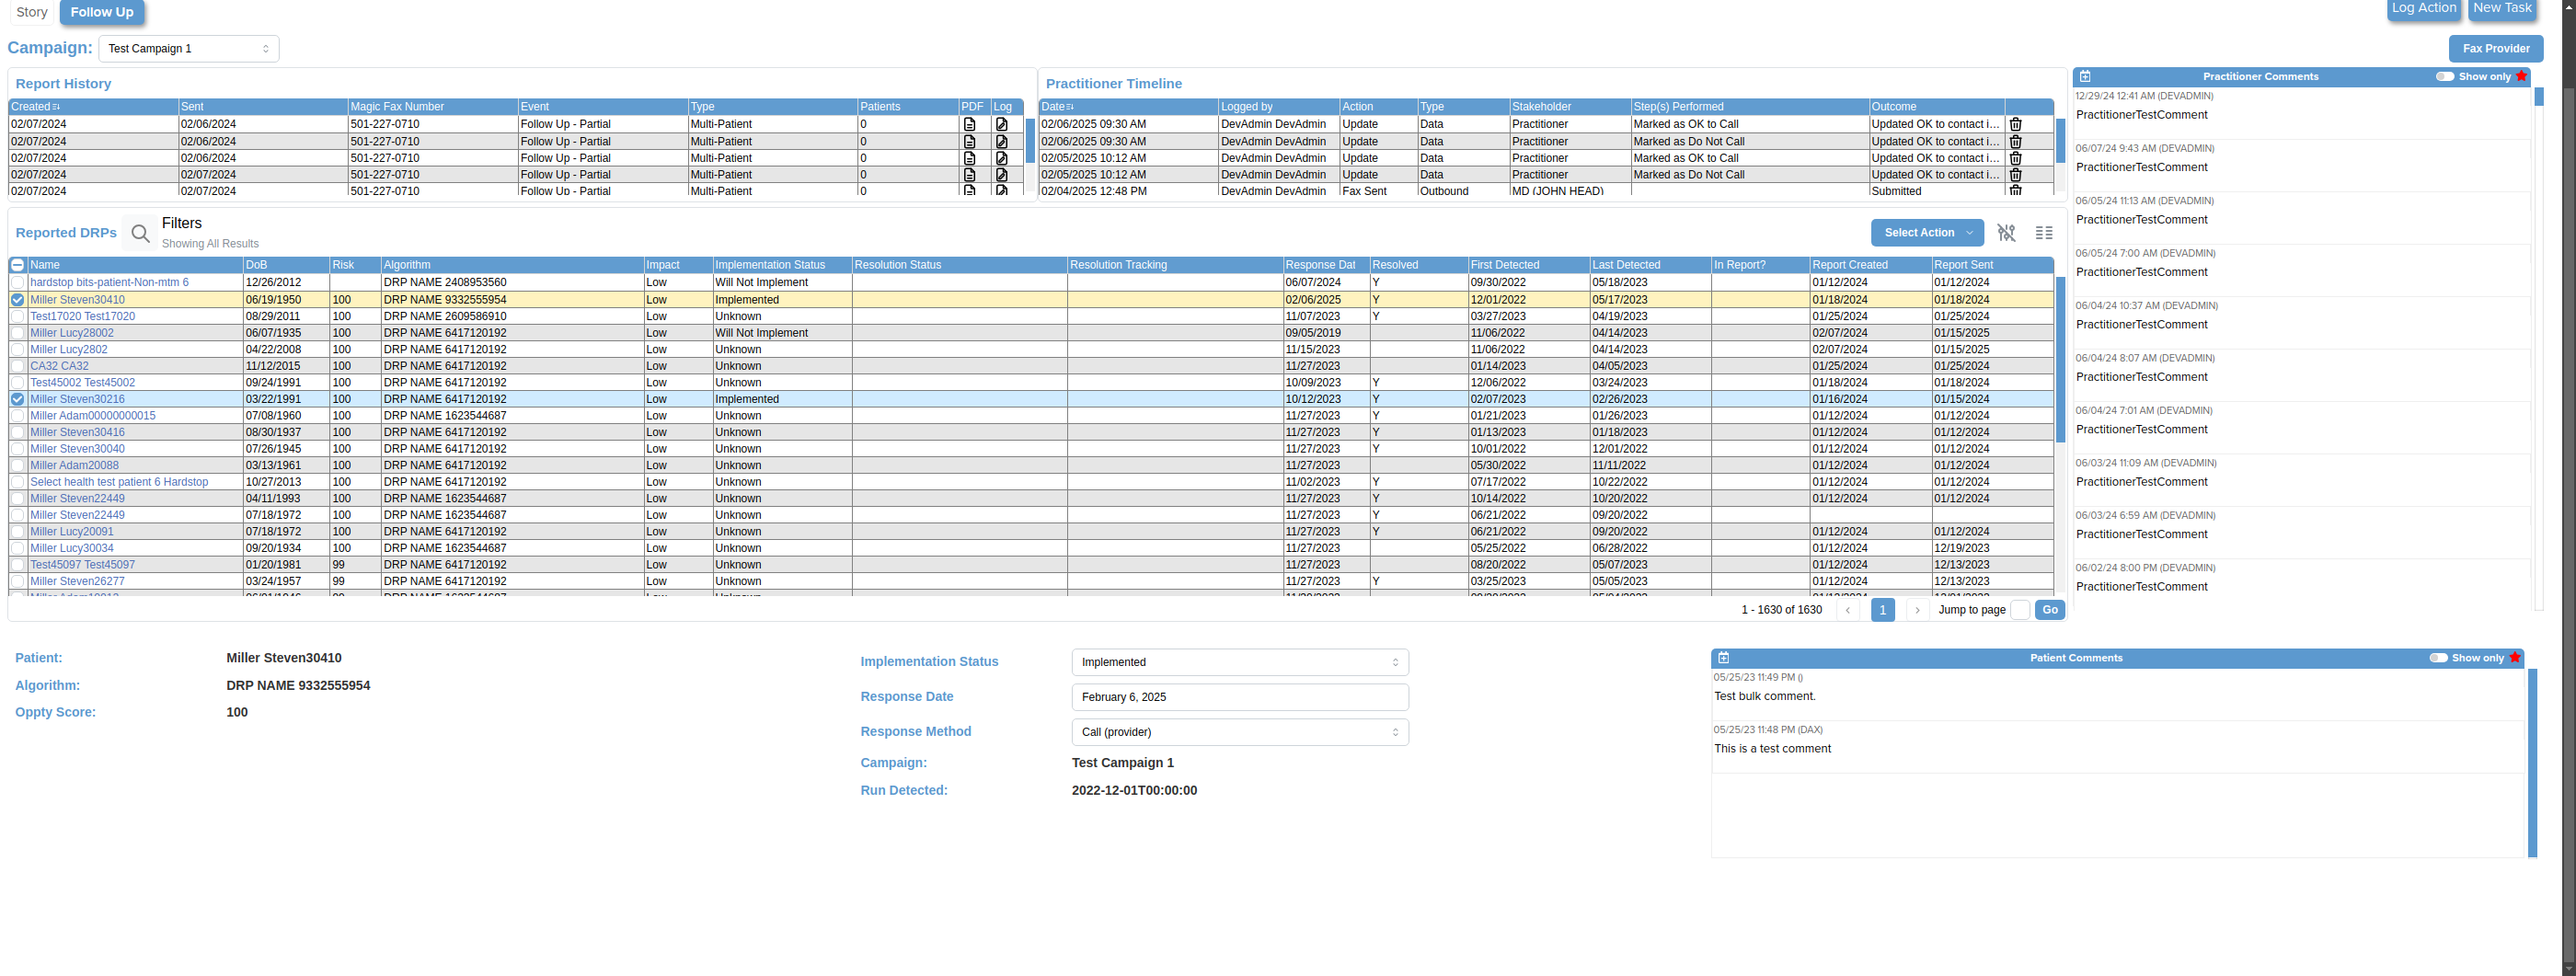 Story Follow Up Log Action New Task
Campaign: Test Campaign 1 Fax Provider
Report History
Created Sent Magic Fax Number Event Type Patients PDF Log
02/07/2024 02/06/2024 501-227-0710 Follow Up - Partial Multi-Patient 0
02/07/2024 02/06/2024 501-227-0710 Follow Up - Partial Multi-Patient 0
02/07/2024 02/06/2024 501-227-0710 Follow Up - Partial Multi-Patient 0
02/07/2024 02/07/2024 501-227-0710 Follow Up - Partial Multi-Patient 0
02/07/2024 02/07/2024 501-227-0710 Follow Up - Partial Multi-Patient 0
Practitioner Timeline
Date Logged by Action Type Stakeholder Step(s) Performed Outcome
02/06/2025 09:30 AM DevAdmin DevAdmin Update Data Practitioner Marked as OK to Call Updated OK to contact i...
02/06/2025 09:30 AM DevAdmin DevAdmin Update Data Practitioner Marked as Do Not Call Updated OK to contact i...
02/05/2025 10:12 AM DevAdmin DevAdmin Update Data Practitioner Marked as OK to Call Updated OK to contact i...
02/05/2025 10:12 AM DevAdmin DevAdmin Update Data Practitioner Marked as Do Not Call Updated OK to contact i...
02/04/2025 12:48 PM DevAdmin DevAdmin Fax Sent Outbound MD (JOHN HEAD) Submitted
Practitioner Comments Show only
12/29/24 12:41 AM (DEVADMIN)
PractitionerTestComment
06/07/24 9:43 AM (DEVADMIN)
PractitionerTestComment
06/05/24 11:13 AM (DEVADMIN)
PractitionerTestComment
06/05/24 7:00 AM (DEVADMIN)
PractitionerTestComment
06/04/24 10:37 AM (DEVADMIN)
PractitionerTestComment
06/04/24 8:07 AM (DEVADMIN)
PractitionerTestComment
06/04/24 7:01 AM (DEVADMIN)
PractitionerTestComment
06/03/24 11:09 AM (DEVADMIN)
PractitionerTestComment
06/03/24 6:59 AM (DEVADMIN)
PractitionerTestComment
06/02/24 8:00 PM (DEVADMIN)
PractitionerTestComment
Reported DRPs Filters Select Action
Showing All Results
Name DoB Risk Algorithm Impact Implementation Status Resolution Status Resolution Tracking Response Dat Resolved First Detected Last Detected In Report? Report Created Report Sent
hardstop bits-patient-Non-mtm 6 12/26/2012 DRP NAME 2408953560 Low Will Not Implement 06/07/2024 Y 09/30/2022 05/18/2023 01/12/2024 01/12/2024
Miller Steven30410 06/19/1950 100 DRP NAME 9332555954 Low Implemented 02/06/2025 Y 12/01/2022 05/17/2023 01/18/2024 01/18/2024
Test17020 Test17020 08/29/2011 100 DRP NAME 2609586910 Low Unknown 11/07/2023 Y 03/27/2023 04/19/2023 01/25/2024 01/25/2024
Miller Lucy28002 06/07/1935 100 DRP NAME 6417120192 Low Will Not Implement 09/05/2019 11/06/2022 04/14/2023 02/07/2024 01/15/2025
Miller Lucy2802 04/22/2008 100 DRP NAME 6417120192 Low Unknown 11/15/2023 11/06/2022 04/14/2023 02/07/2024 01/15/2025
CA32 CA32 11/12/2015 100 DRP NAME 6417120192 Low Unknown 11/27/2023 01/14/2023 04/05/2023 01/25/2024 01/25/2024
Test45002 Test45002 09/24/1991 100 DRP NAME 6417120192 Low Unknown 10/09/2023 Y 12/06/2022 03/24/2023 01/18/2024 01/18/2024
Miller Steven30216 03/22/1991 100 DRP NAME 6417120192 Low Implemented 10/12/2023 Y 02/07/2023 02/26/2023 01/16/2024 01/15/2024
Miller Adam00000000015 07/08/1960 100 DRP NAME 1623544687 Low Unknown 11/27/2023 Y 01/21/2023 01/26/2023 01/12/2024 01/12/2024
Miller Steven30416 08/30/1937 100 DRP NAME 6417120192 Low Unknown 11/27/2023 Y 01/13/2023 01/18/2023 01/12/2024 01/12/2024
Miller Steven30040 07/26/1945 100 DRP NAME 6417120192 Low Unknown 11/27/2023 Y 10/01/2022 12/01/2022 01/12/2024 01/12/2024
Miller Adam20088 03/13/1961 100 DRP NAME 6417120192 Low Unknown 11/27/2023 05/30/2022 11/11/2022 01/12/2024 01/12/2024
Select health test patient 6 Hardstop 10/27/2013 100 DRP NAME 6417120192 Low Unknown 11/02/2023 Y 07/17/2022 10/22/2022 01/12/2024 01/12/2024
Miller Steven22449 04/11/1993 100 DRP NAME 1623544687 Low Unknown 11/27/2023 Y 10/14/2022 10/20/2022 01/12/2024 01/12/2024
Miller Steven22449 07/18/1972 100 DRP NAME 1623544687 Low Unknown 11/27/2023 Y 06/21/2022 09/20/2022
Miller Lucy20091 07/18/1972 100 DRP NAME 6417120192 Low Unknown 11/27/2023 Y 06/21/2022 09/20/2022 01/12/2024 01/12/2024
Miller Lucy30034 09/20/1934 100 DRP NAME 1623544687 Low Unknown 11/27/2023 05/25/2022 06/28/2022 01/12/2024 12/19/2023
Test45097 Test45097 01/20/1981 99 DRP NAME 6417120192 Low Unknown 11/27/2023 08/20/2022 05/07/2023 01/12/2024 12/13/2023
Miller Steven26277 03/24/1957 99 DRP NAME 6417120192 Low Unknown 11/27/2023 Y 03/25/2023 05/05/2023 01/12/2024 12/13/2023
1 - 1630 of 1630 1 Jump to page Go
Patient: Miller Steven30410
Algorithm: DRP NAME 9332555954
Oppty Score: 100
Implementation Status Implemented
Response Date February 6, 2025
Response Method Call (provider)
Campaign: Test Campaign 1
Run Detected: 2022-12-01T00:00:00
Patient Comments Show only
05/25/23 11:49 PM ()
Test bulk comment.
05/25/23 11:48 PM (DAX)
This is a test comment